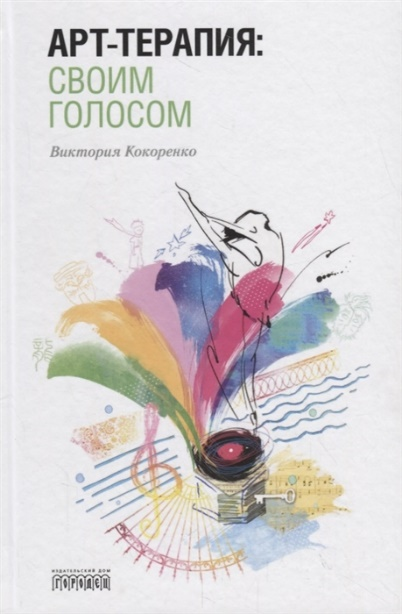 АРТ-ТЕРАПИЯ:
СВОИМ
ГОЛОСОМ
Виктория Кокоренко
ИЗДАТЕЛЬСКИЙ ДОМ
ГОРОДЕЦ